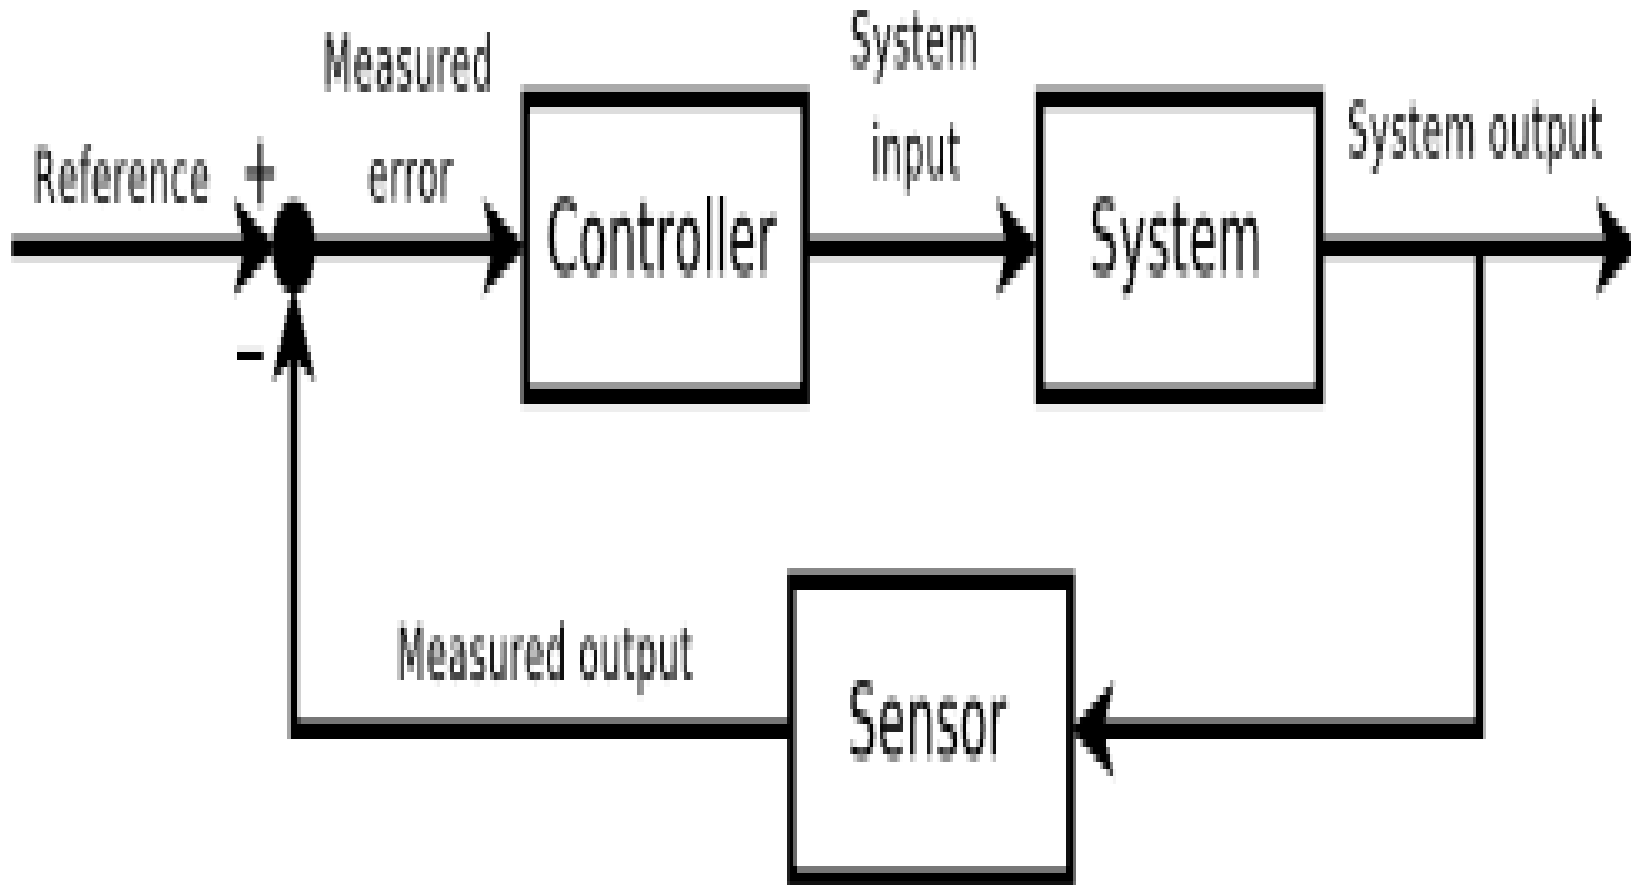 Measured
error
System
input
System output
Reference
+
Controller
System
−
Measured output
Sensor